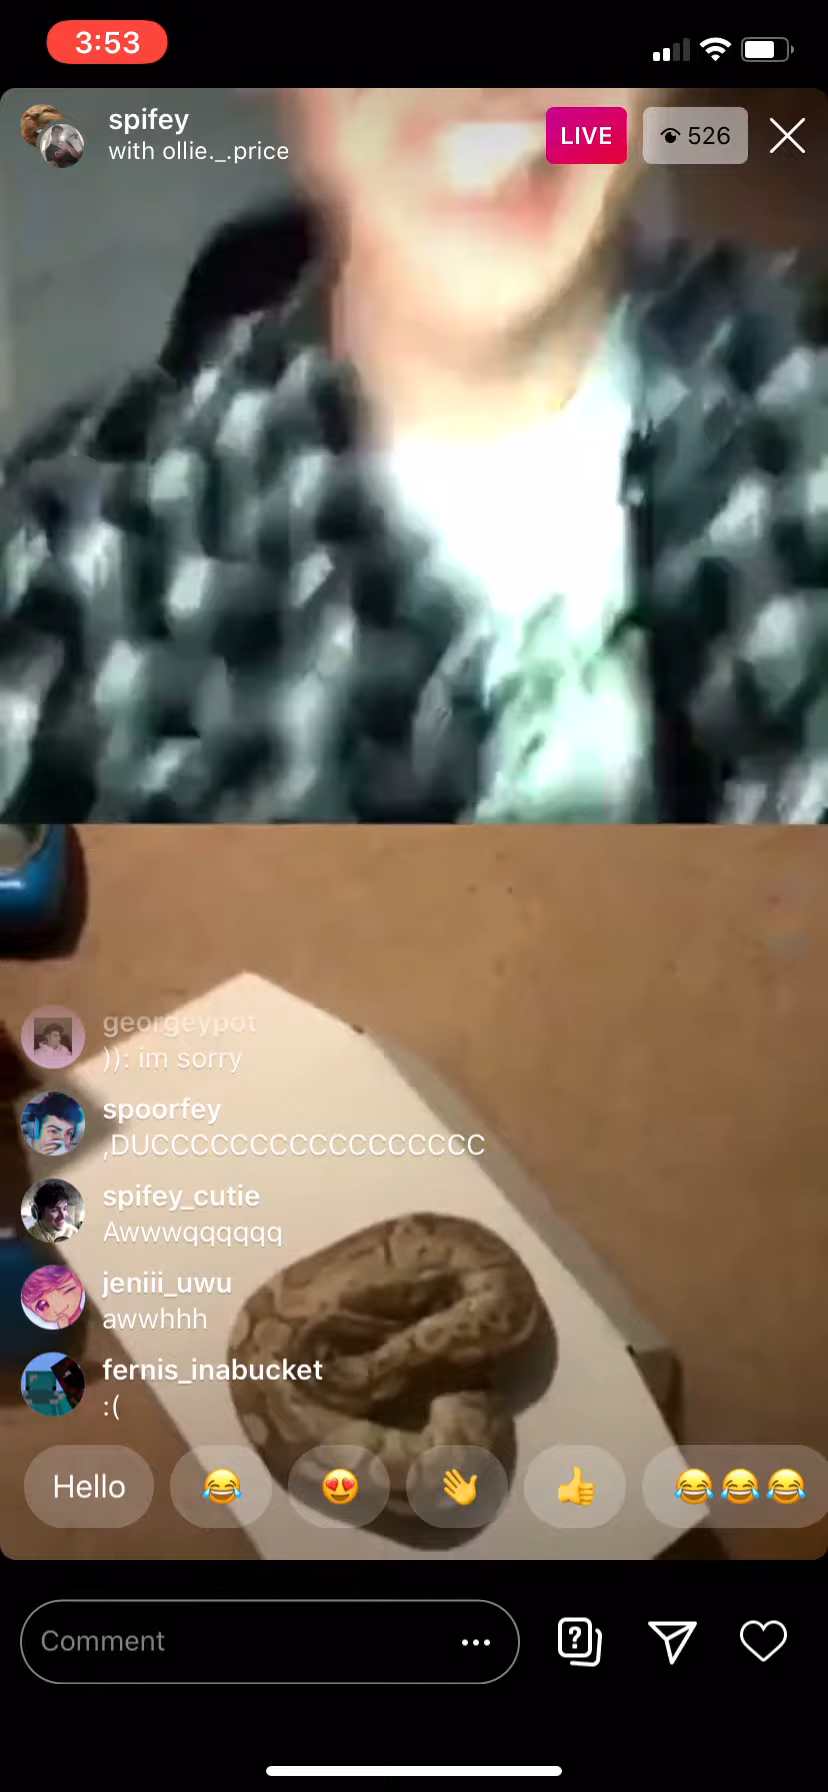 3:53
spifey
with ollie._.price
LIVE
526
georgeypot
)): im sorry
spoorfey
,DUCCCCCCCCCCCCCCCCC
spifey_cutie
Awwwqqqqqq
jeniii_uwu
awwhhh
fernis_inabucket
:(
Hello
Comment